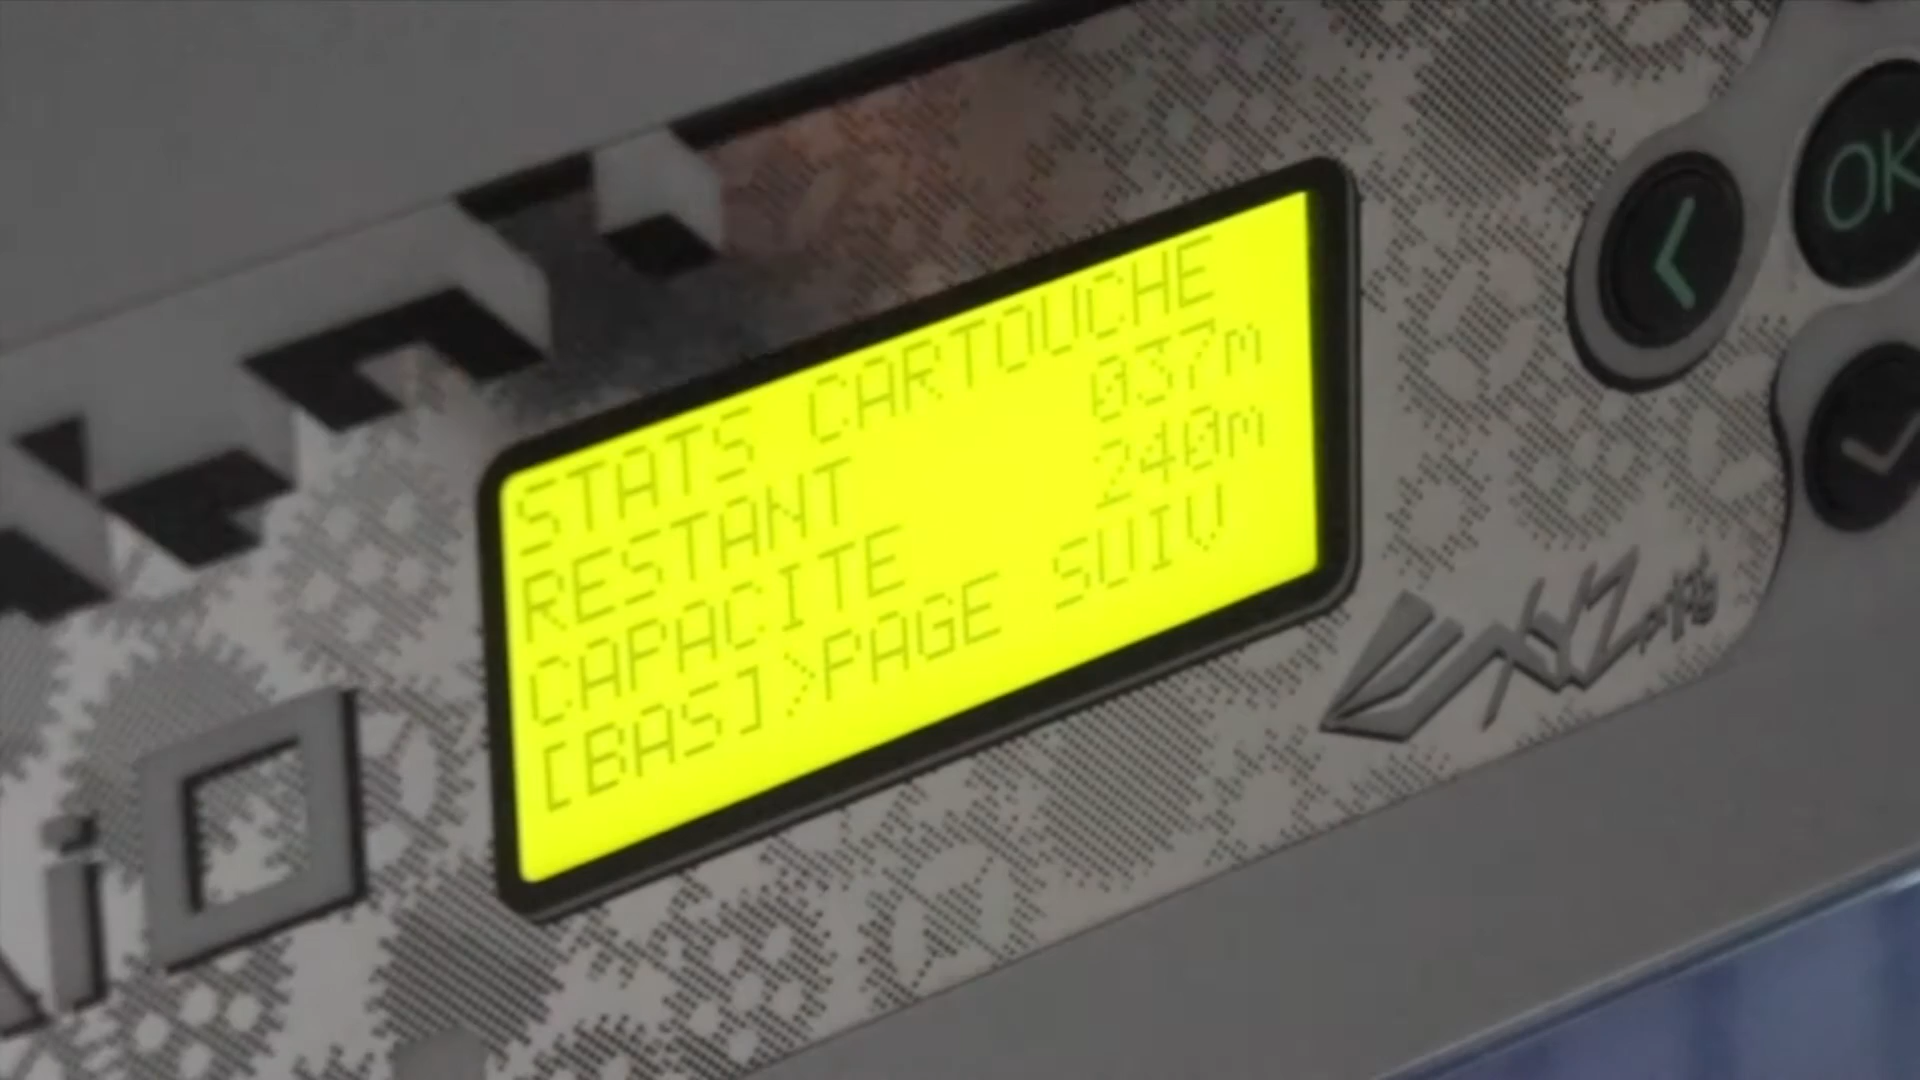 STATS CARTOUCHE
RESTANT 037m
CAPACITE 240m
[BAS]>PAGE SUIV
OK